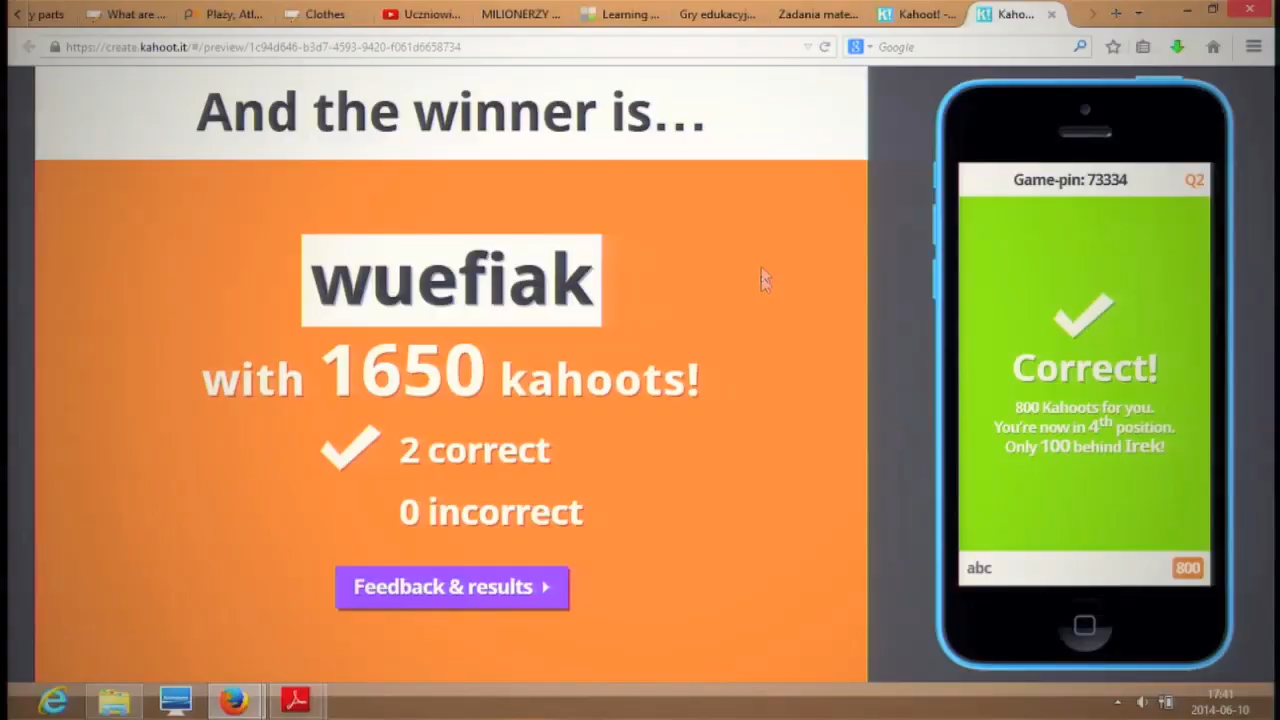 y parts
What are ...
Plaży, Atl...
Clothes
Uczniowi...
MILIONERZY ...
Learning ...
Gry edukacyj...
Zadania mate...
Kahoot! -...
Kaho...
https://create.kahoot.it/#/preview/1c94d646-b3d7-4593-9420-f061d6658734
Google
And the winner is...
wuefiak
with 1650 kahoots!
2 correct
0 incorrect
Feedback & results
Game-pin: 73334 Q2
Correct!
800 Kahoots for you.
You're now in 4th position.
Only 100 behind Irek!
abc 800
17:41
2014-06-10